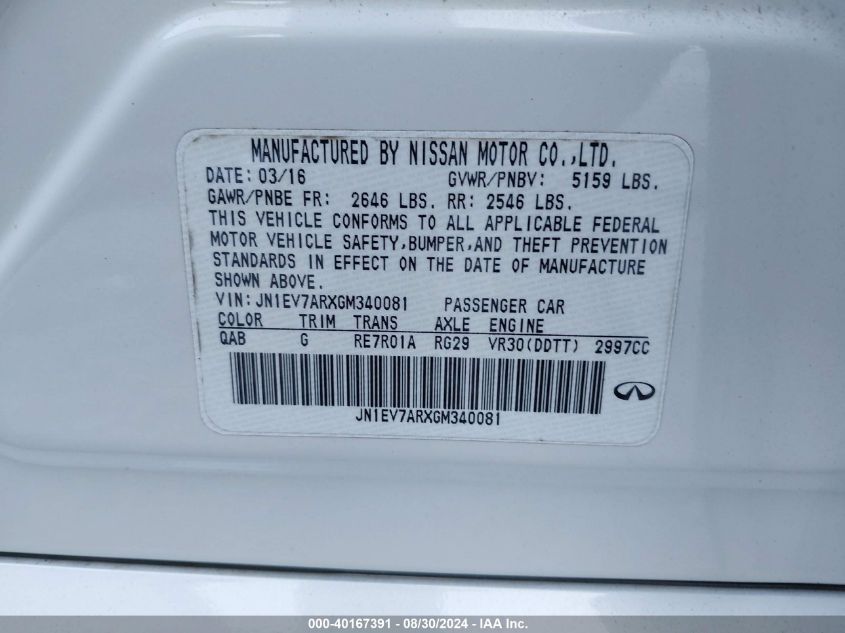 MANUFACTURED BY NISSAN MOTOR CO.,LTD.
DATE: 03/16 GVWR/PNBV: 5159 LBS.
GAWR/PNBE FR: 2646 LBS. RR: 2546 LBS.
THIS VEHICLE CONFORMS TO ALL APPLICABLE FEDERAL
MOTOR VEHICLE SAFETY,BUMPER,AND THEFT PREVENTION
STANDARDS IN EFFECT ON THE DATE OF MANUFACTURE
SHOWN ABOVE.
VIN:JN1EV7ARXGM340081 PASSENGER CAR
COLOR TRIM TRANS AXLE ENGINE
QAB G RE7R01A RG29 VR30(DDTT) 2997CC
JN1EV7ARXGM340081
000-40167391 - 08/30/2024 - IAA Inc.